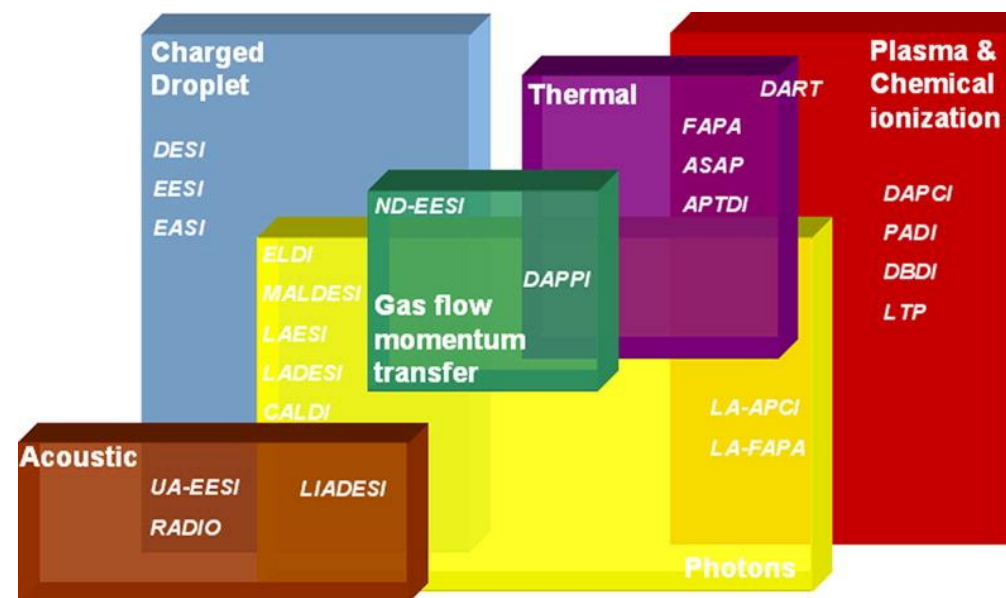 Charged
Droplet
DESI
EESI
EASI
Thermal
DART
FAPA
ASAP
APTDI
Plasma &
Chemical
ionization
DAPCI
PADI
DBDI
LTP
ND-EESI
DAPPI
Gas flow
momentum
transfer
ELDI
MALDESI
LAESI
LADESI
CALDI
LA-APCI
LA-FAPA
Photons
Acoustic
UA-EESI
RADIO
LIADESI